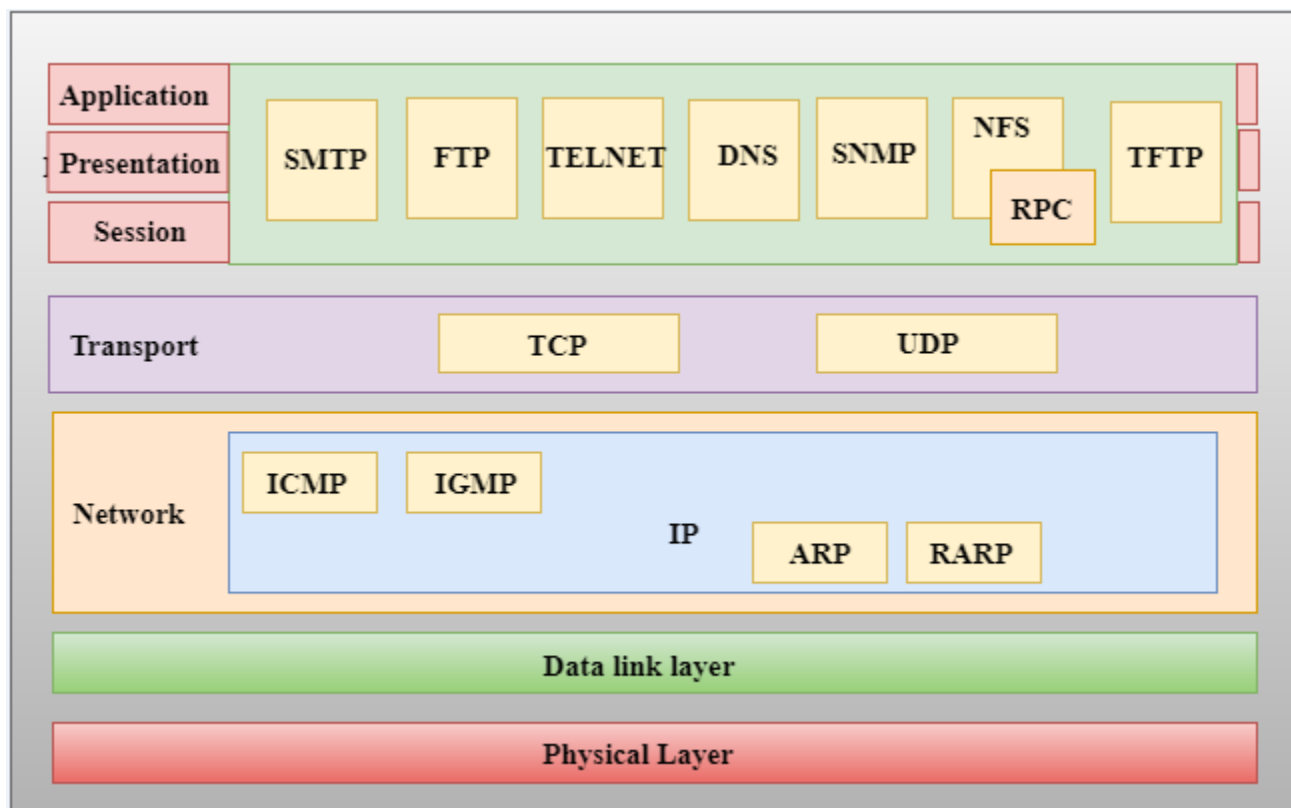 Application
Presentation
Session
SMTP
FTP
TELNET
DNS
SNMP
NFS
RPC
TFTP
Transport
TCP
UDP
Network
ICMP
IGMP
IP
ARP
RARP
Data link layer
Physical Layer